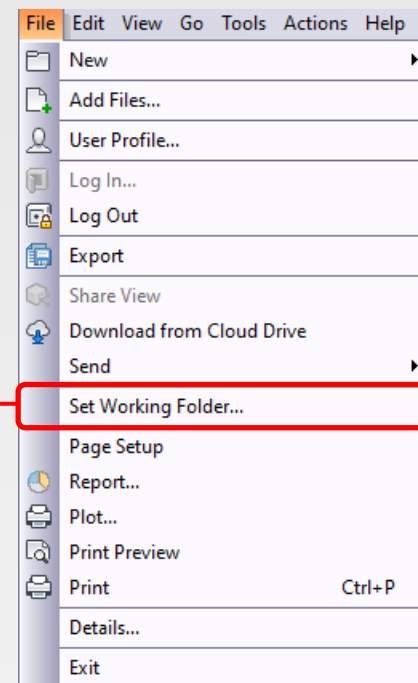 File Edit View Go Tools Actions Help
New
Add Files...
User Profile...
Log In...
Log Out
Export
Share View
Download from Cloud Drive
Send
Set Working Folder...
Page Setup
Report...
Plot...
Print Preview
Print Ctrl+P
Details...
Exit